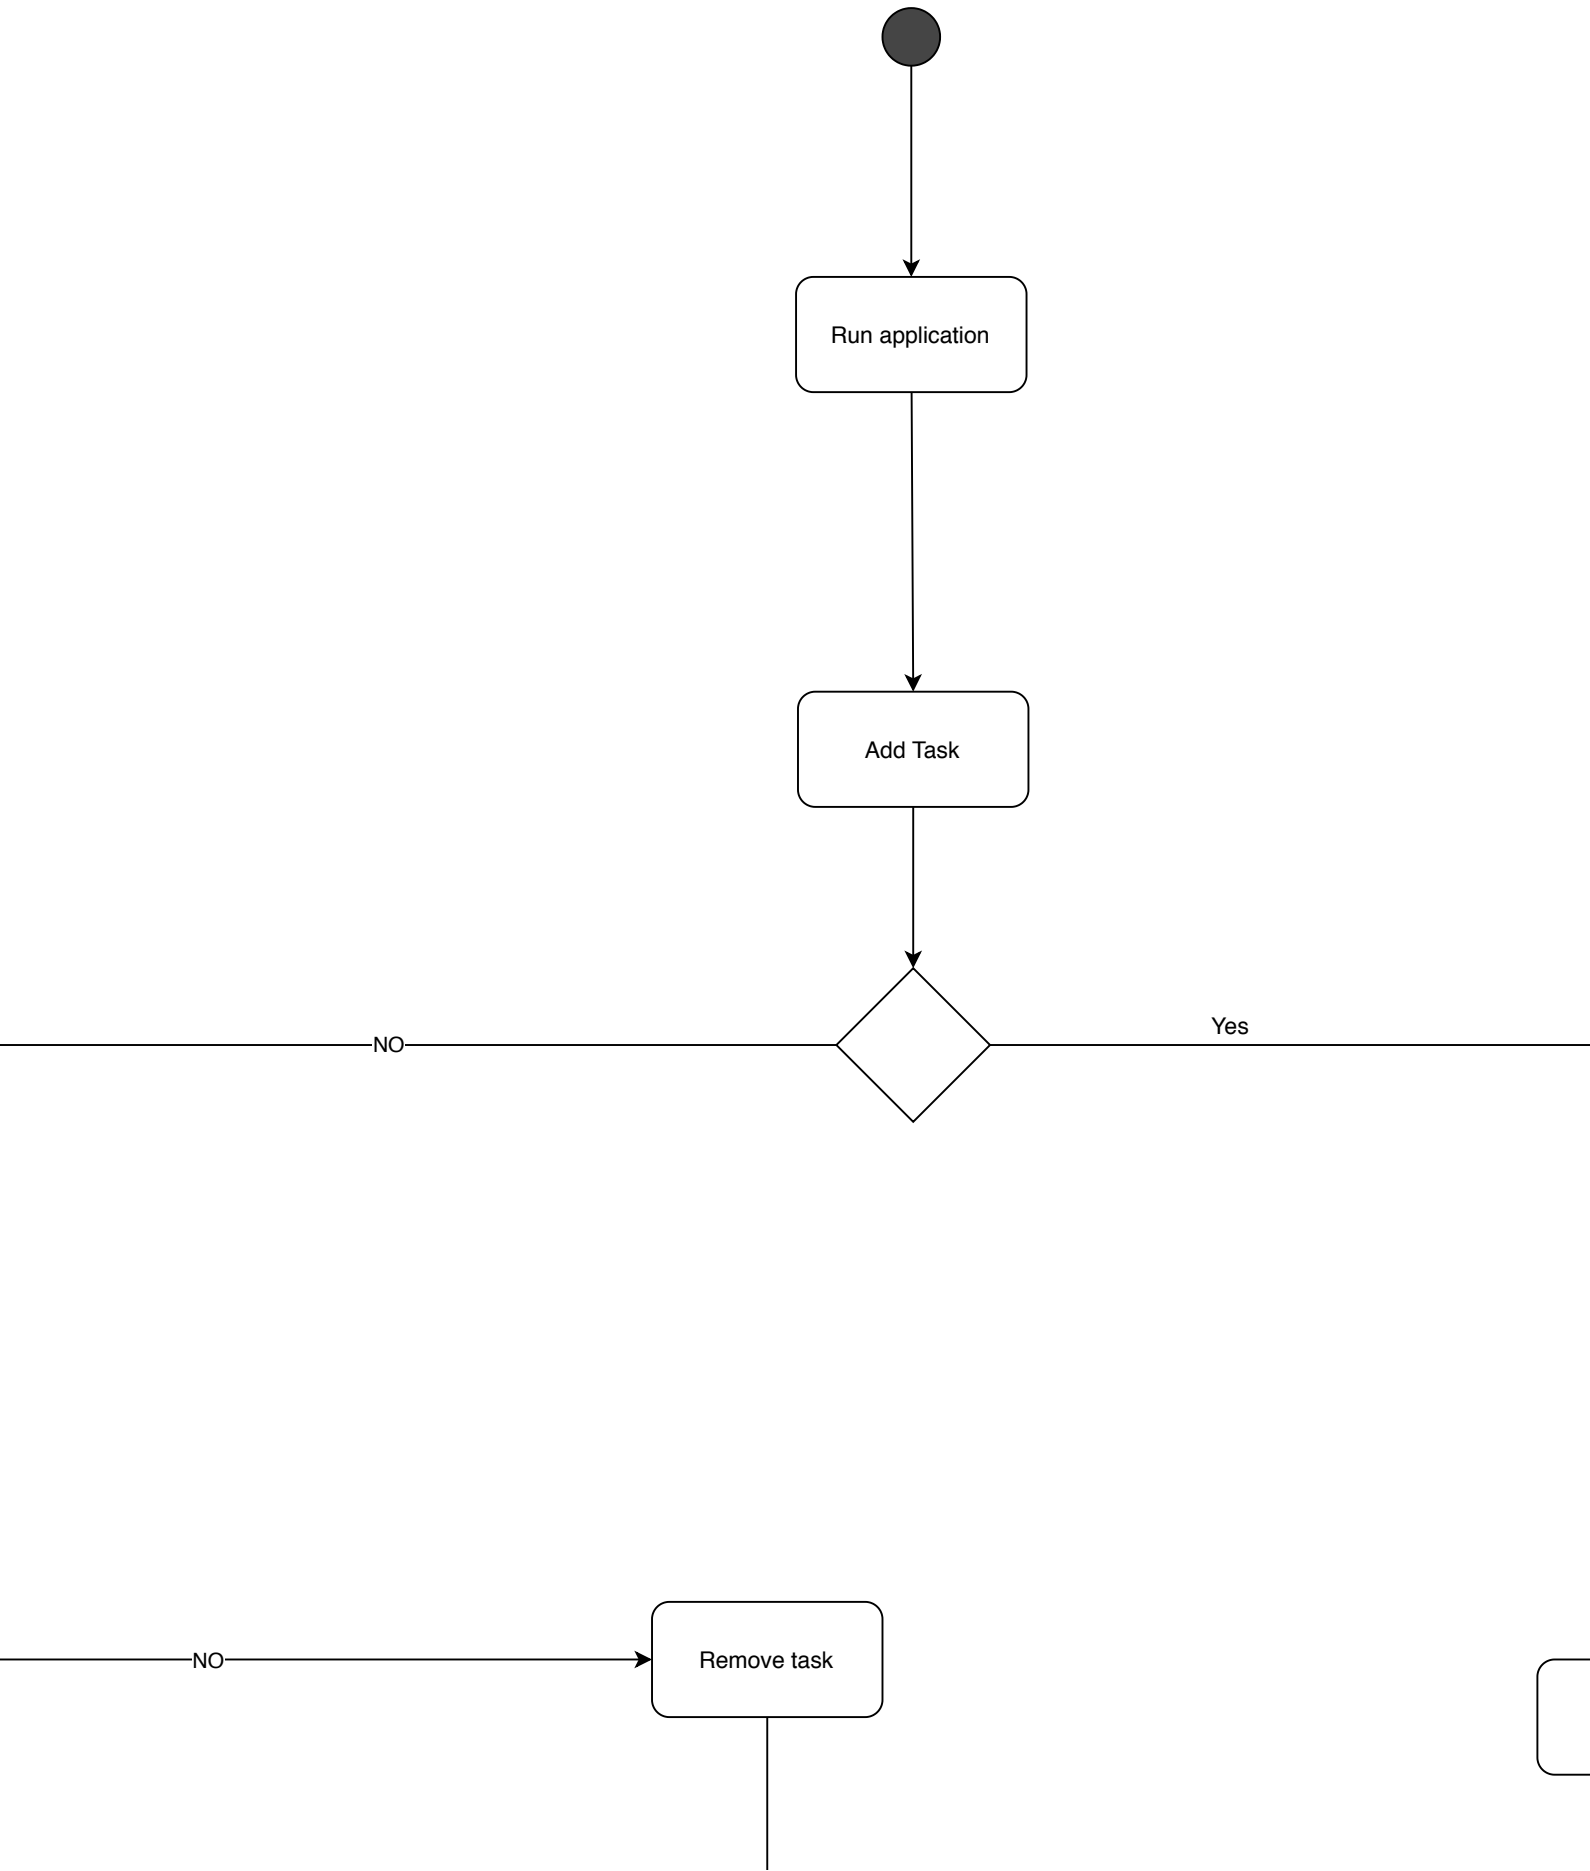 Run application
Add Task
Yes
NO
Remove task
NO